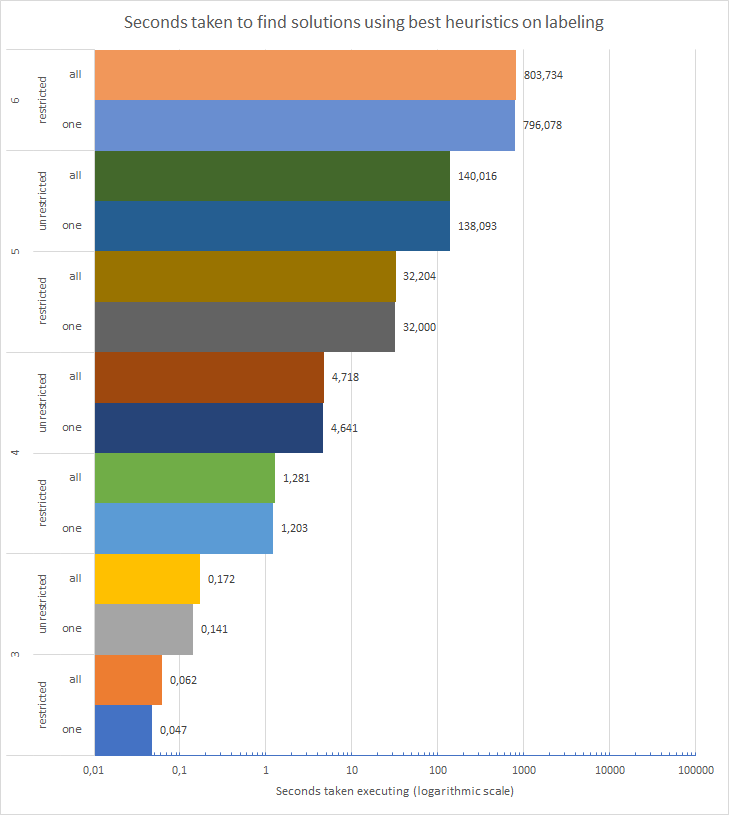 Seconds taken to find solutions using best heuristics on labeling
6
restricted
all
803,734
one
796,078
5
unrestricted
all
140,016
one
138,093
restricted
all
32,204
one
32,000
4
unrestricted
all
4,718
one
4,641
restricted
all
1,281
one
1,203
3
unrestricted
all
0,172
one
0,141
restricted
all
0,062
one
0,047
0,01 0,1 1 10 100 1000 10000 100000
Seconds taken executing (logarithmic scale)